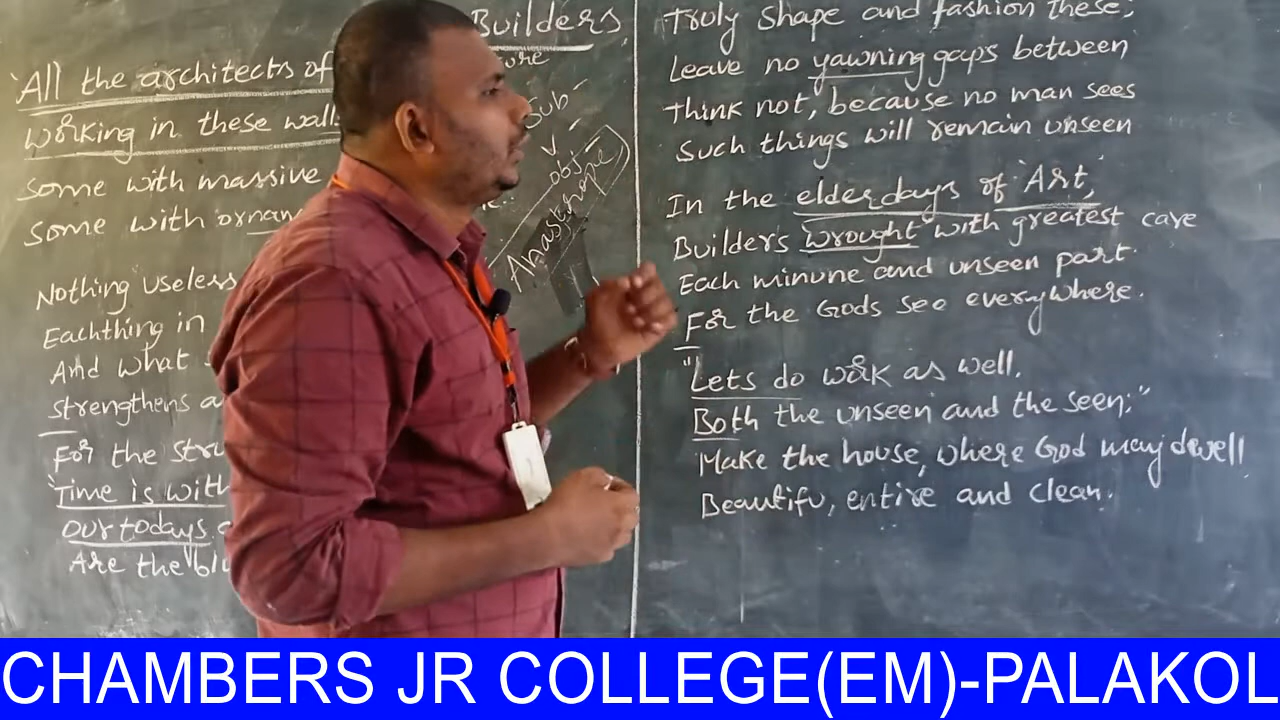 Builders,
'All the architects of
working in these walls
some with massive
some with ornam
Nothing useless
Eachthing in
And what
strengthens a
For the stru
'Time is with
our todays
Are the blo
Sub -
v -
obj -
Anastrophe
Truly shape and fashion these;
Leave no yawning gaps between
Think not, because no man sees
Such things will remain unseen
In the elder days of 'Art,'
Builders wrought with greatest care
Each minune and unseen part.
For the Gods see everywhere.
"Lets do work as well.
Both the unseen and the seen;"
Make the house, where God may dwell
Beautifu, entire and clean.
CHAMBERS JR COLLEGE(EM)-PALAKOL